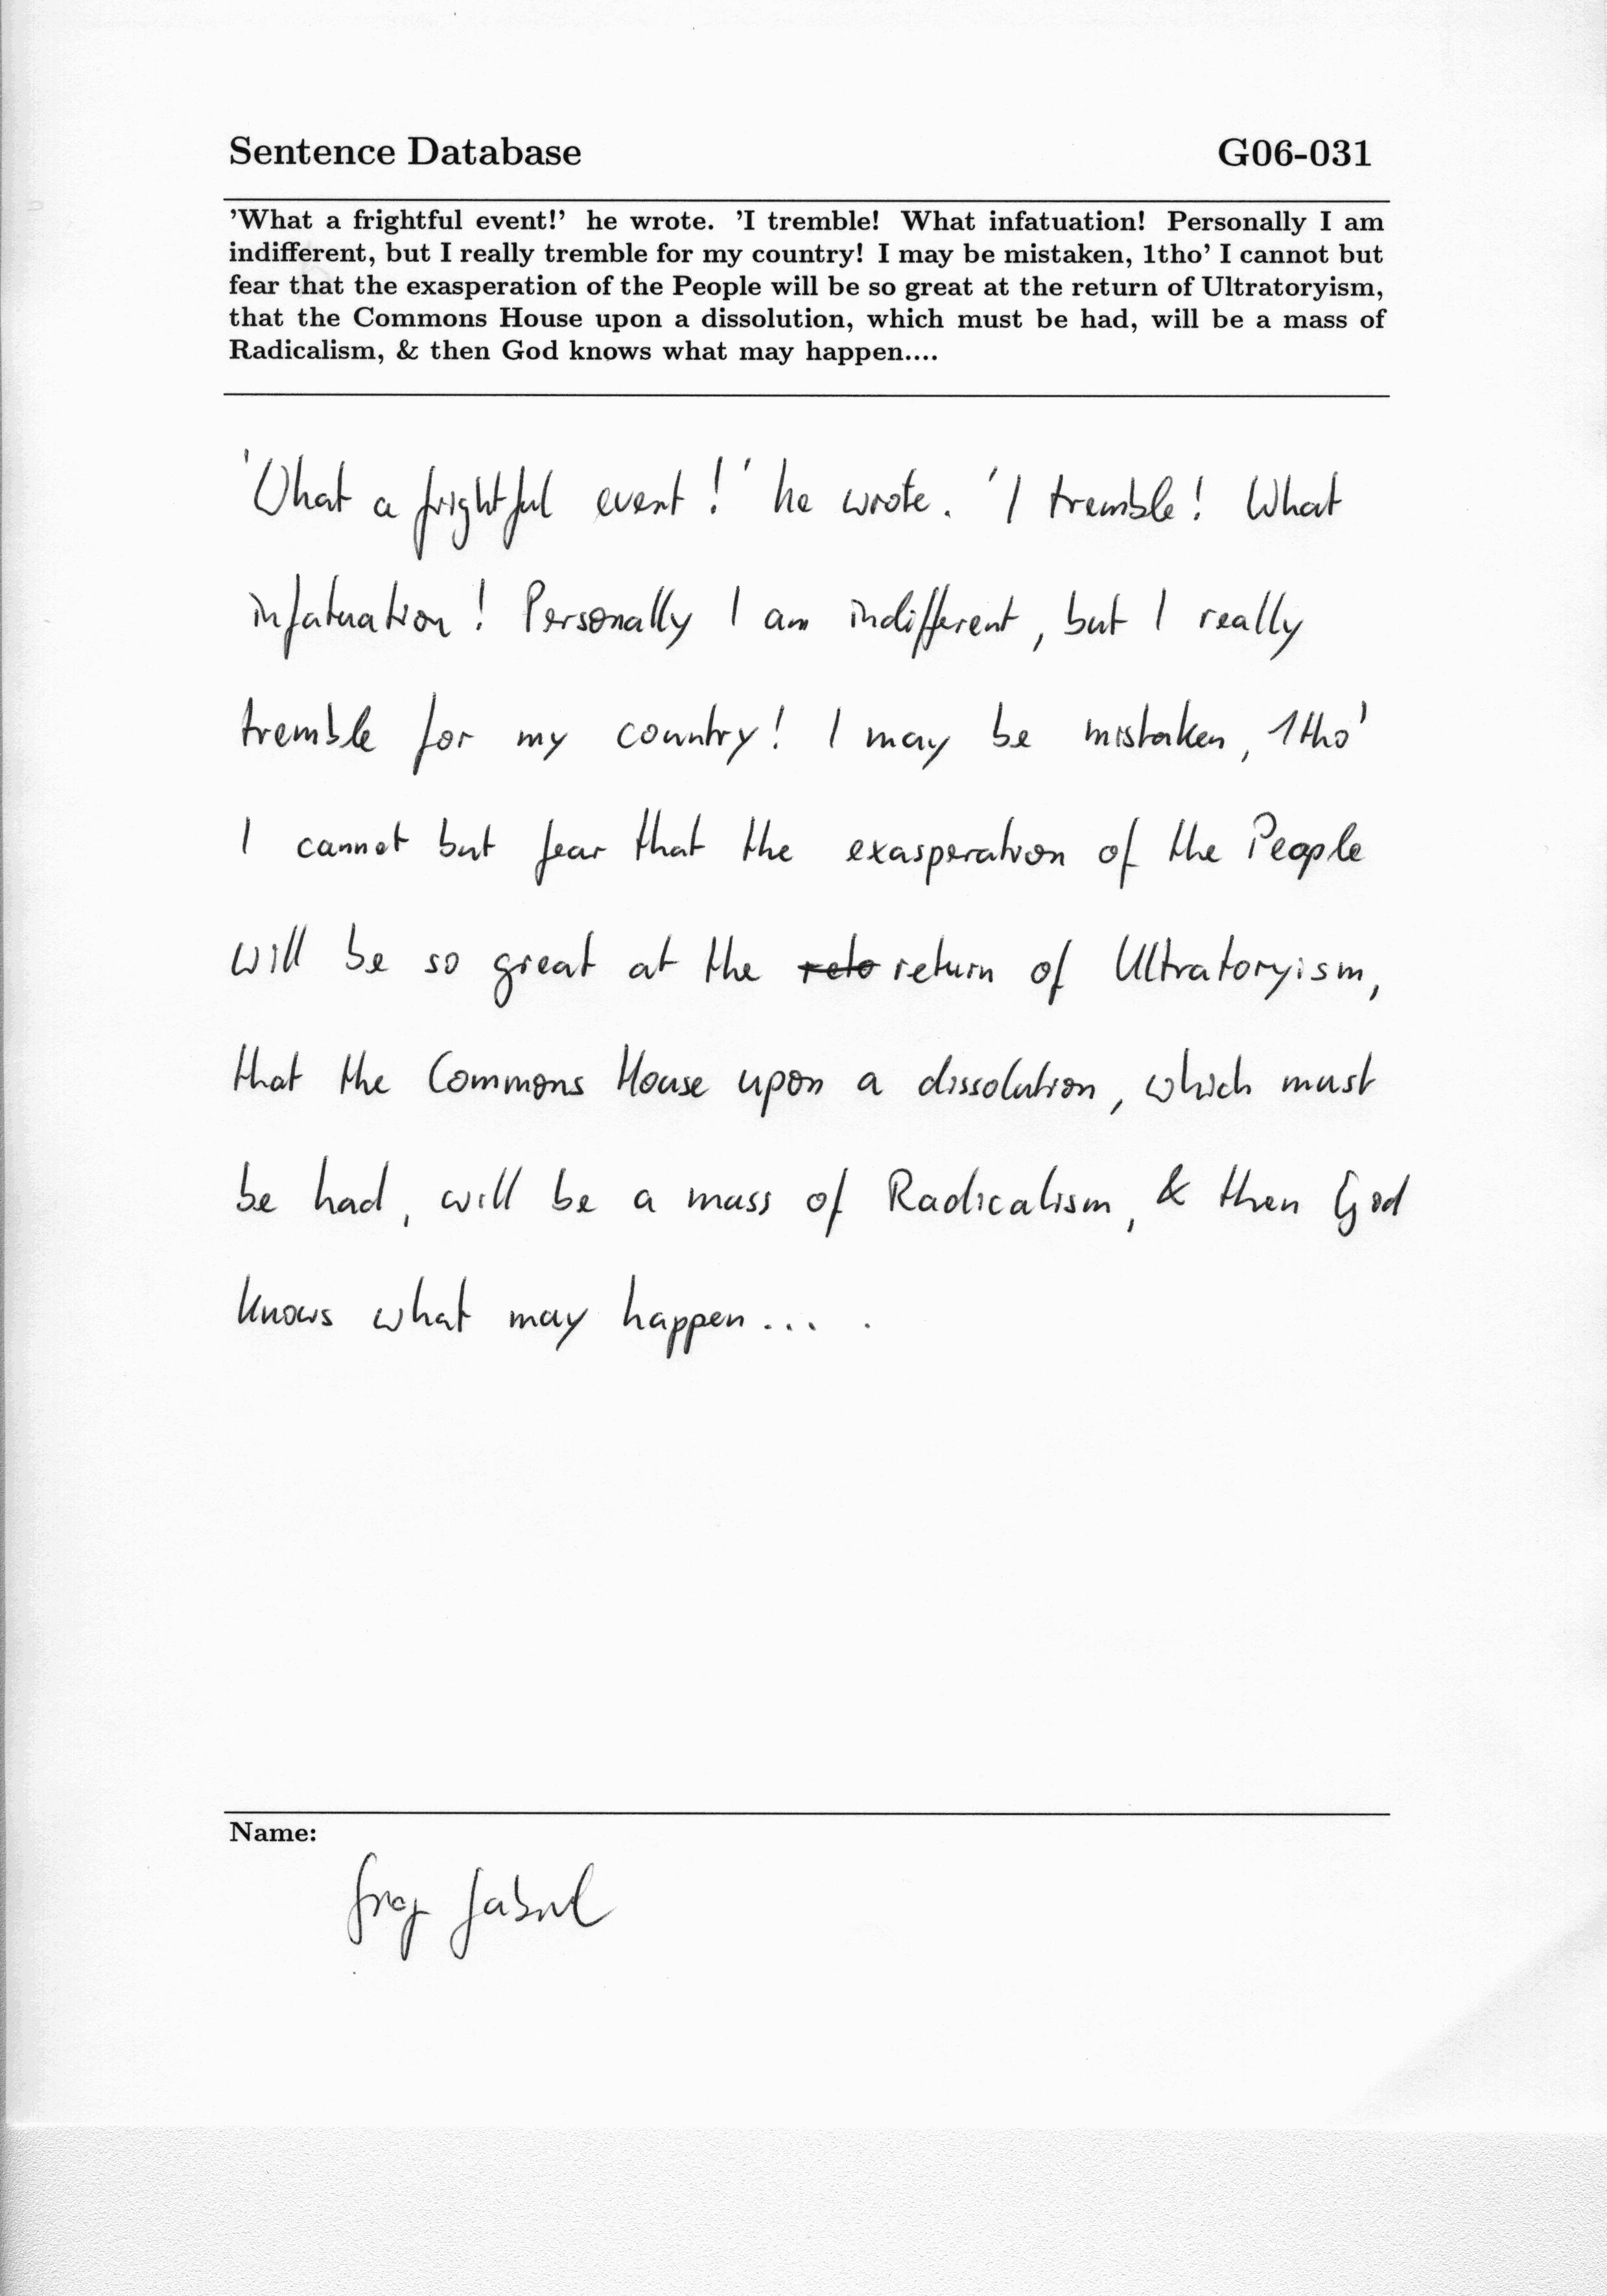 Sentence Database G06-031
'What a frightful event!' he wrote. 'I tremble! What infatuation! Personally I am
indifferent, but I really tremble for my country! I may be mistaken, 1tho' I cannot but
fear that the exasperation of the People will be so great at the return of Ultratoryism,
that the Commons House upon a dissolution, which must be had, will be a mass of
Radicalism, & then God knows what may happen....
'What a frightful event!' he wrote. 'I tremble! What
infatuation! Personally I am indifferent, but I really
tremble for my country! I may be mistaken, 1tho'
I cannot but fear that the exasperation of the People
will be so great at the reto return of Ultratoryism,
that the Commons House upon a dissolution, which must
be had, will be a mass of Radicalism, & then God
knows what may happen... .
Name: